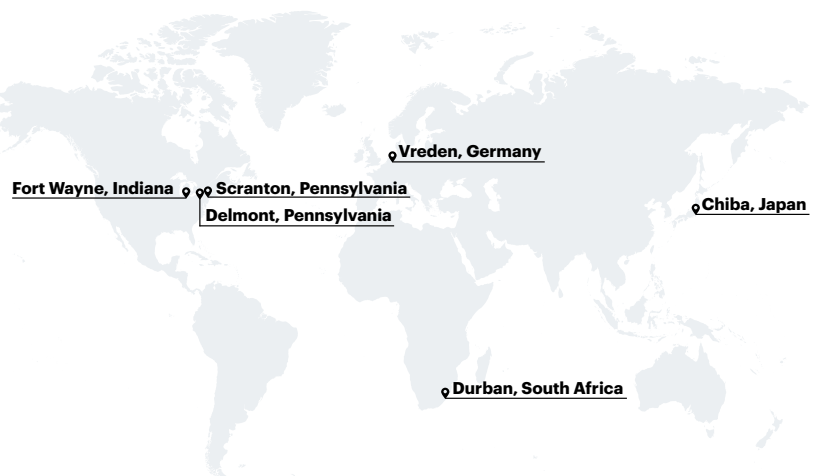 Vreden, Germany
Fort Wayne, Indiana
Scranton, Pennsylvania
Chiba, Japan
Delmont, Pennsylvania
Durban, South Africa